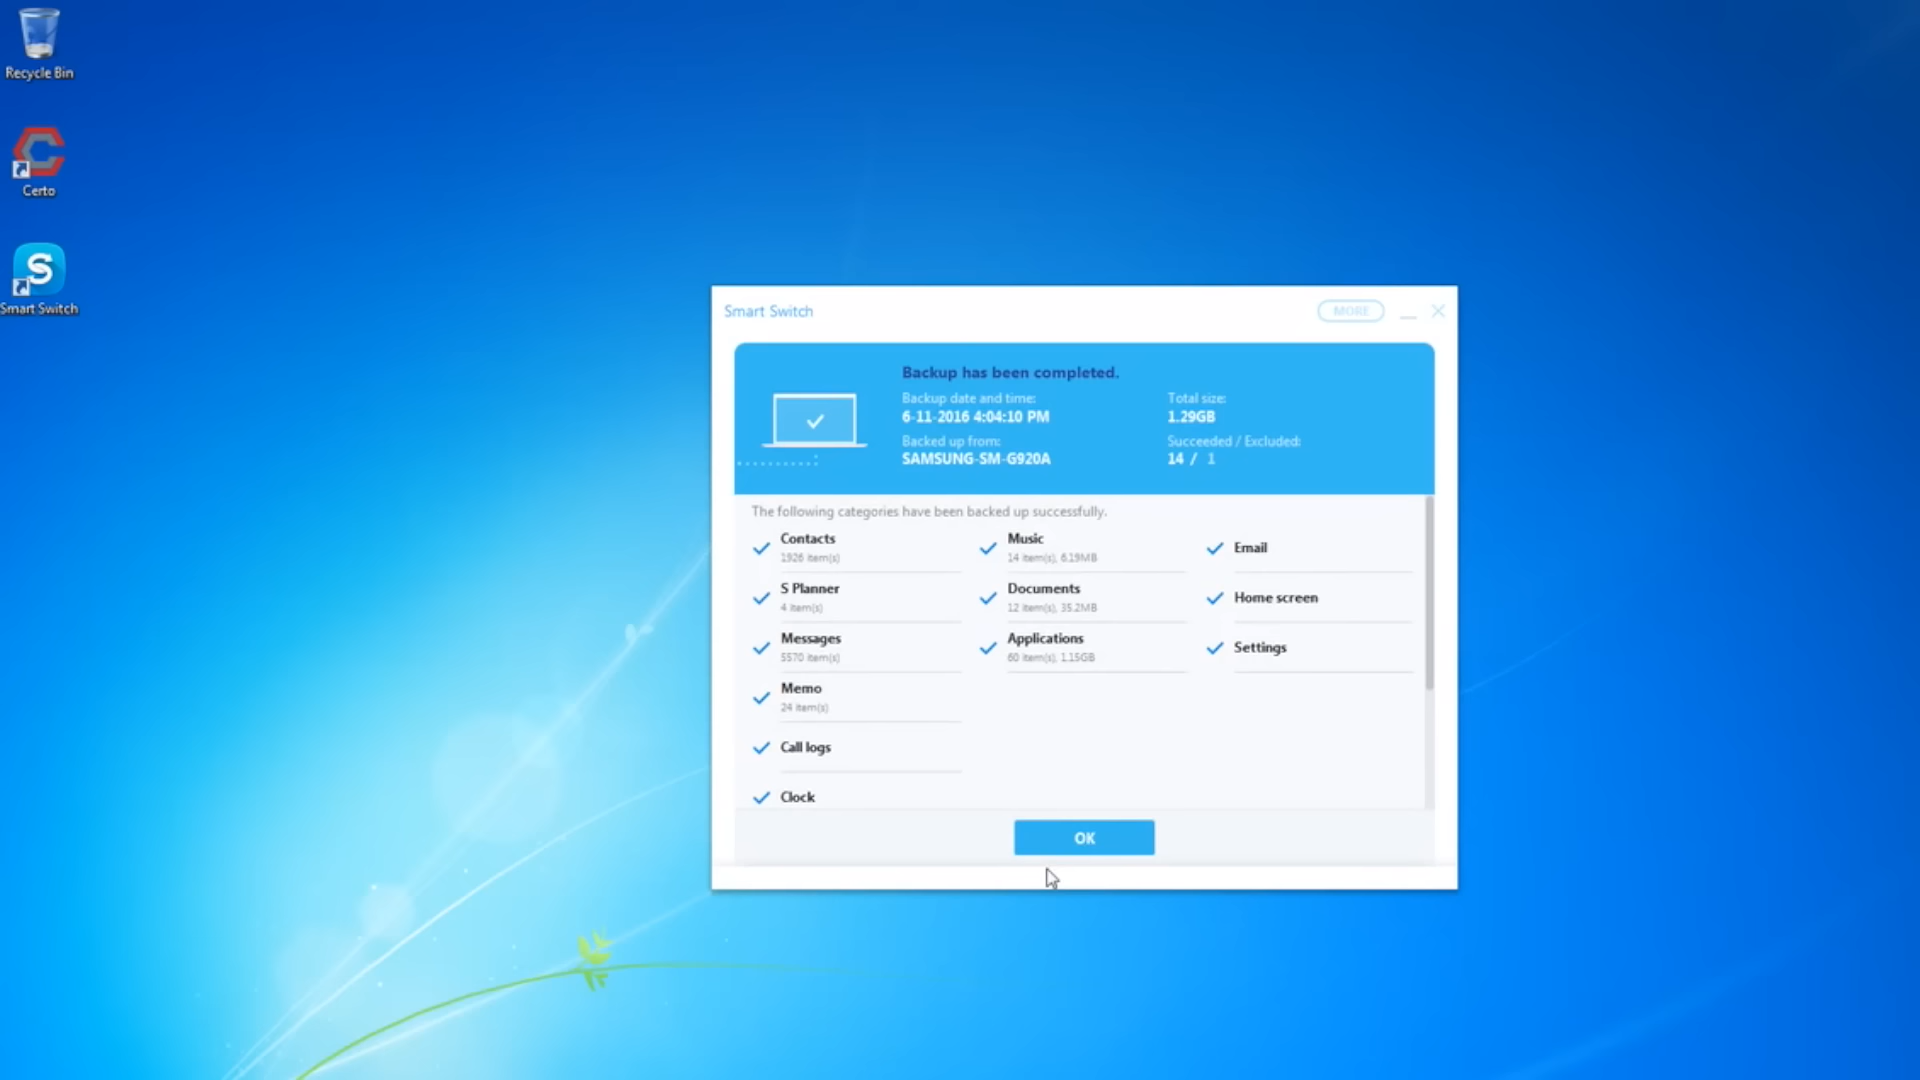 Recycle Bin
Certo
Smart Switch
Smart Switch
MORE
Backup has been completed.
Backup date and time:
6-11-2016 4:04:10 PM
Backed up from:
SAMSUNG-SM-G920A
Total size:
1.29GB
Succeeded / Excluded:
14 / 1
The following categories have been backed up successfully.
Contacts
1926 item(s)
S Planner
4 item(s)
Messages
5570 item(s)
Memo
24 item(s)
Call logs
Clock
Music
14 item(s), 6.19MB
Documents
12 item(s), 35.2MB
Applications
60 item(s), 1.15GB
Email
Home screen
Settings
OK